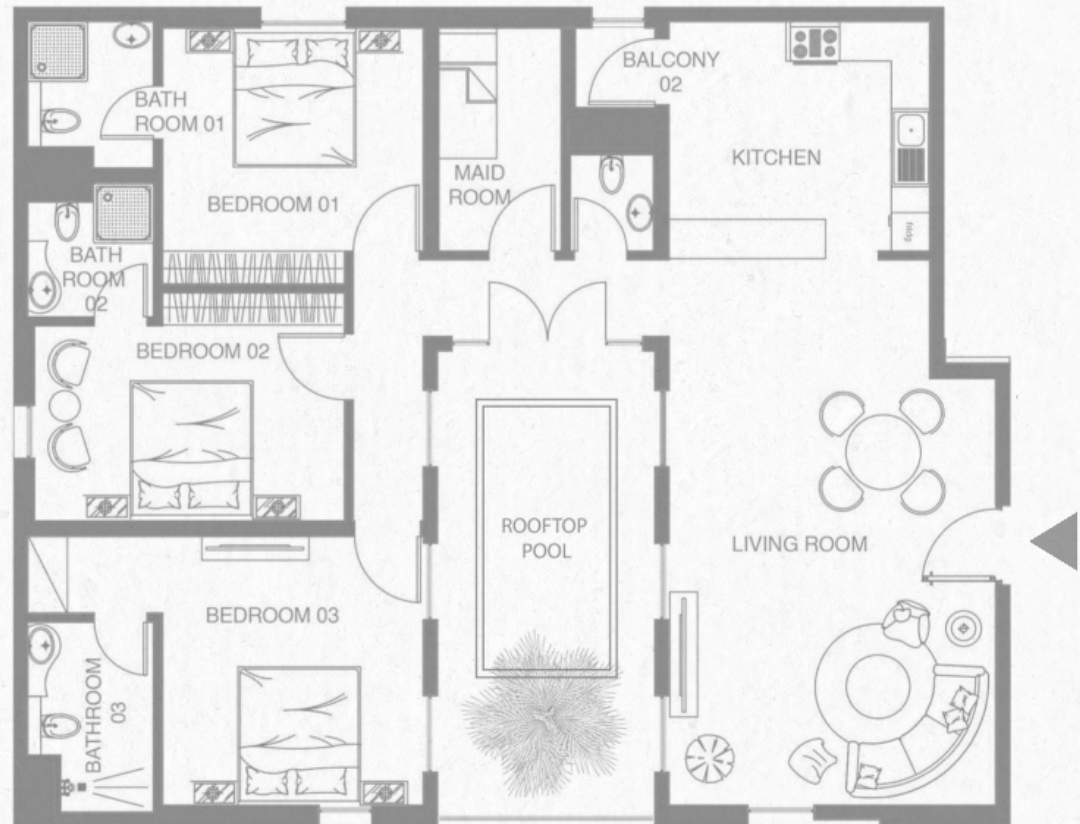 BALCONY
02
BATH
ROOM 01
KITCHEN
MAID
ROOM
BEDROOM 01
fridg
BATH
ROOM
02
BEDROOM 02
ROOFTOP
POOL
LIVING ROOM
BEDROOM 03
BATHROOM
03